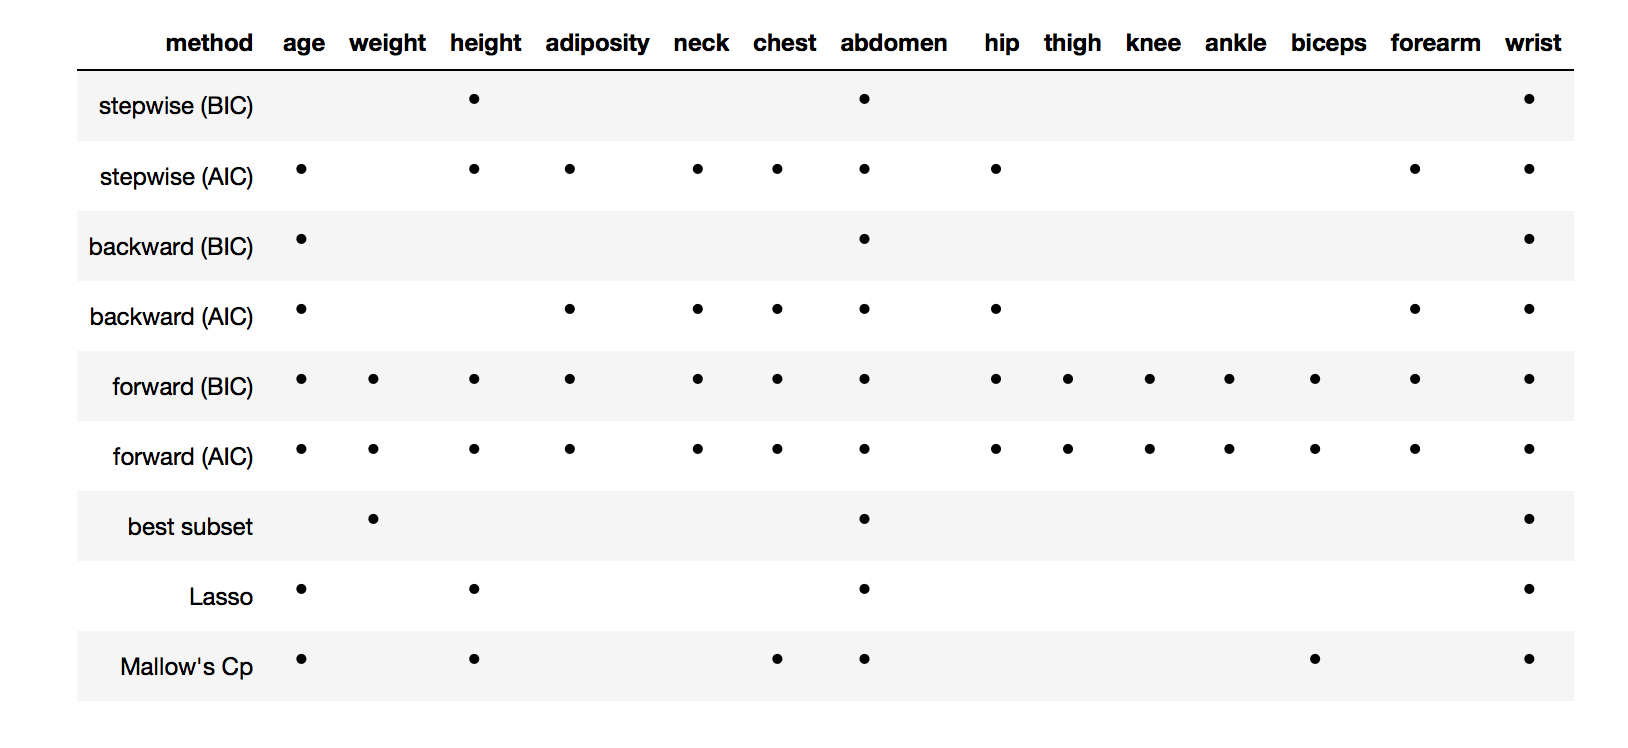 method age weight height adiposity neck chest abdomen hip thigh knee ankle biceps forearm wrist
stepwise (BIC) • • •
stepwise (AIC) • • • • • • • • •
backward (BIC) • • •
backward (AIC) • • • • • • • •
forward (BIC) • • • • • • • • • • • • • •
forward (AIC) • • • • • • • • • • • • • •
best subset • • •
Lasso • • • •
Mallow's Cp • • • • • •